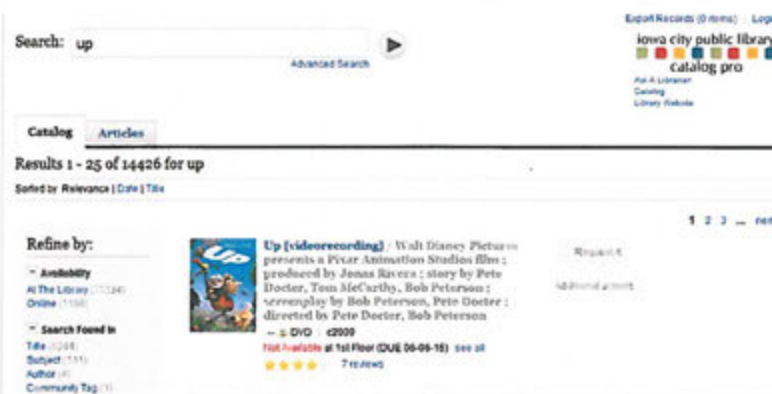 Export Records (0 items) Login
Search: up
Advanced Search
iowa city public library
catalog pro
Ask A Librarian
Catalog
Library Website
Catalog Articles
Results 1 - 25 of 14426 for up
Sorted by Relevance | Date | Title
1 2 3 ... next
Refine by:
Availability
At The Library
Online
Search Found In
Title
Subject
Author
Community Tag (1)
UP
Up [videorecording] / Walt Disney Pictures
presents a Pixar Animation Studios film ;
produced by Jonas Rivera ; story by Pete
Docter, Tom McCarthy, Bob Peterson ;
screenplay by Bob Peterson, Pete Docter ;
directed by Pete Docter, Bob Peterson
DVD c2009
Not Available at 1st Floor (DUE 06-06-15) see all
7 reviews
Request it
Additional actions